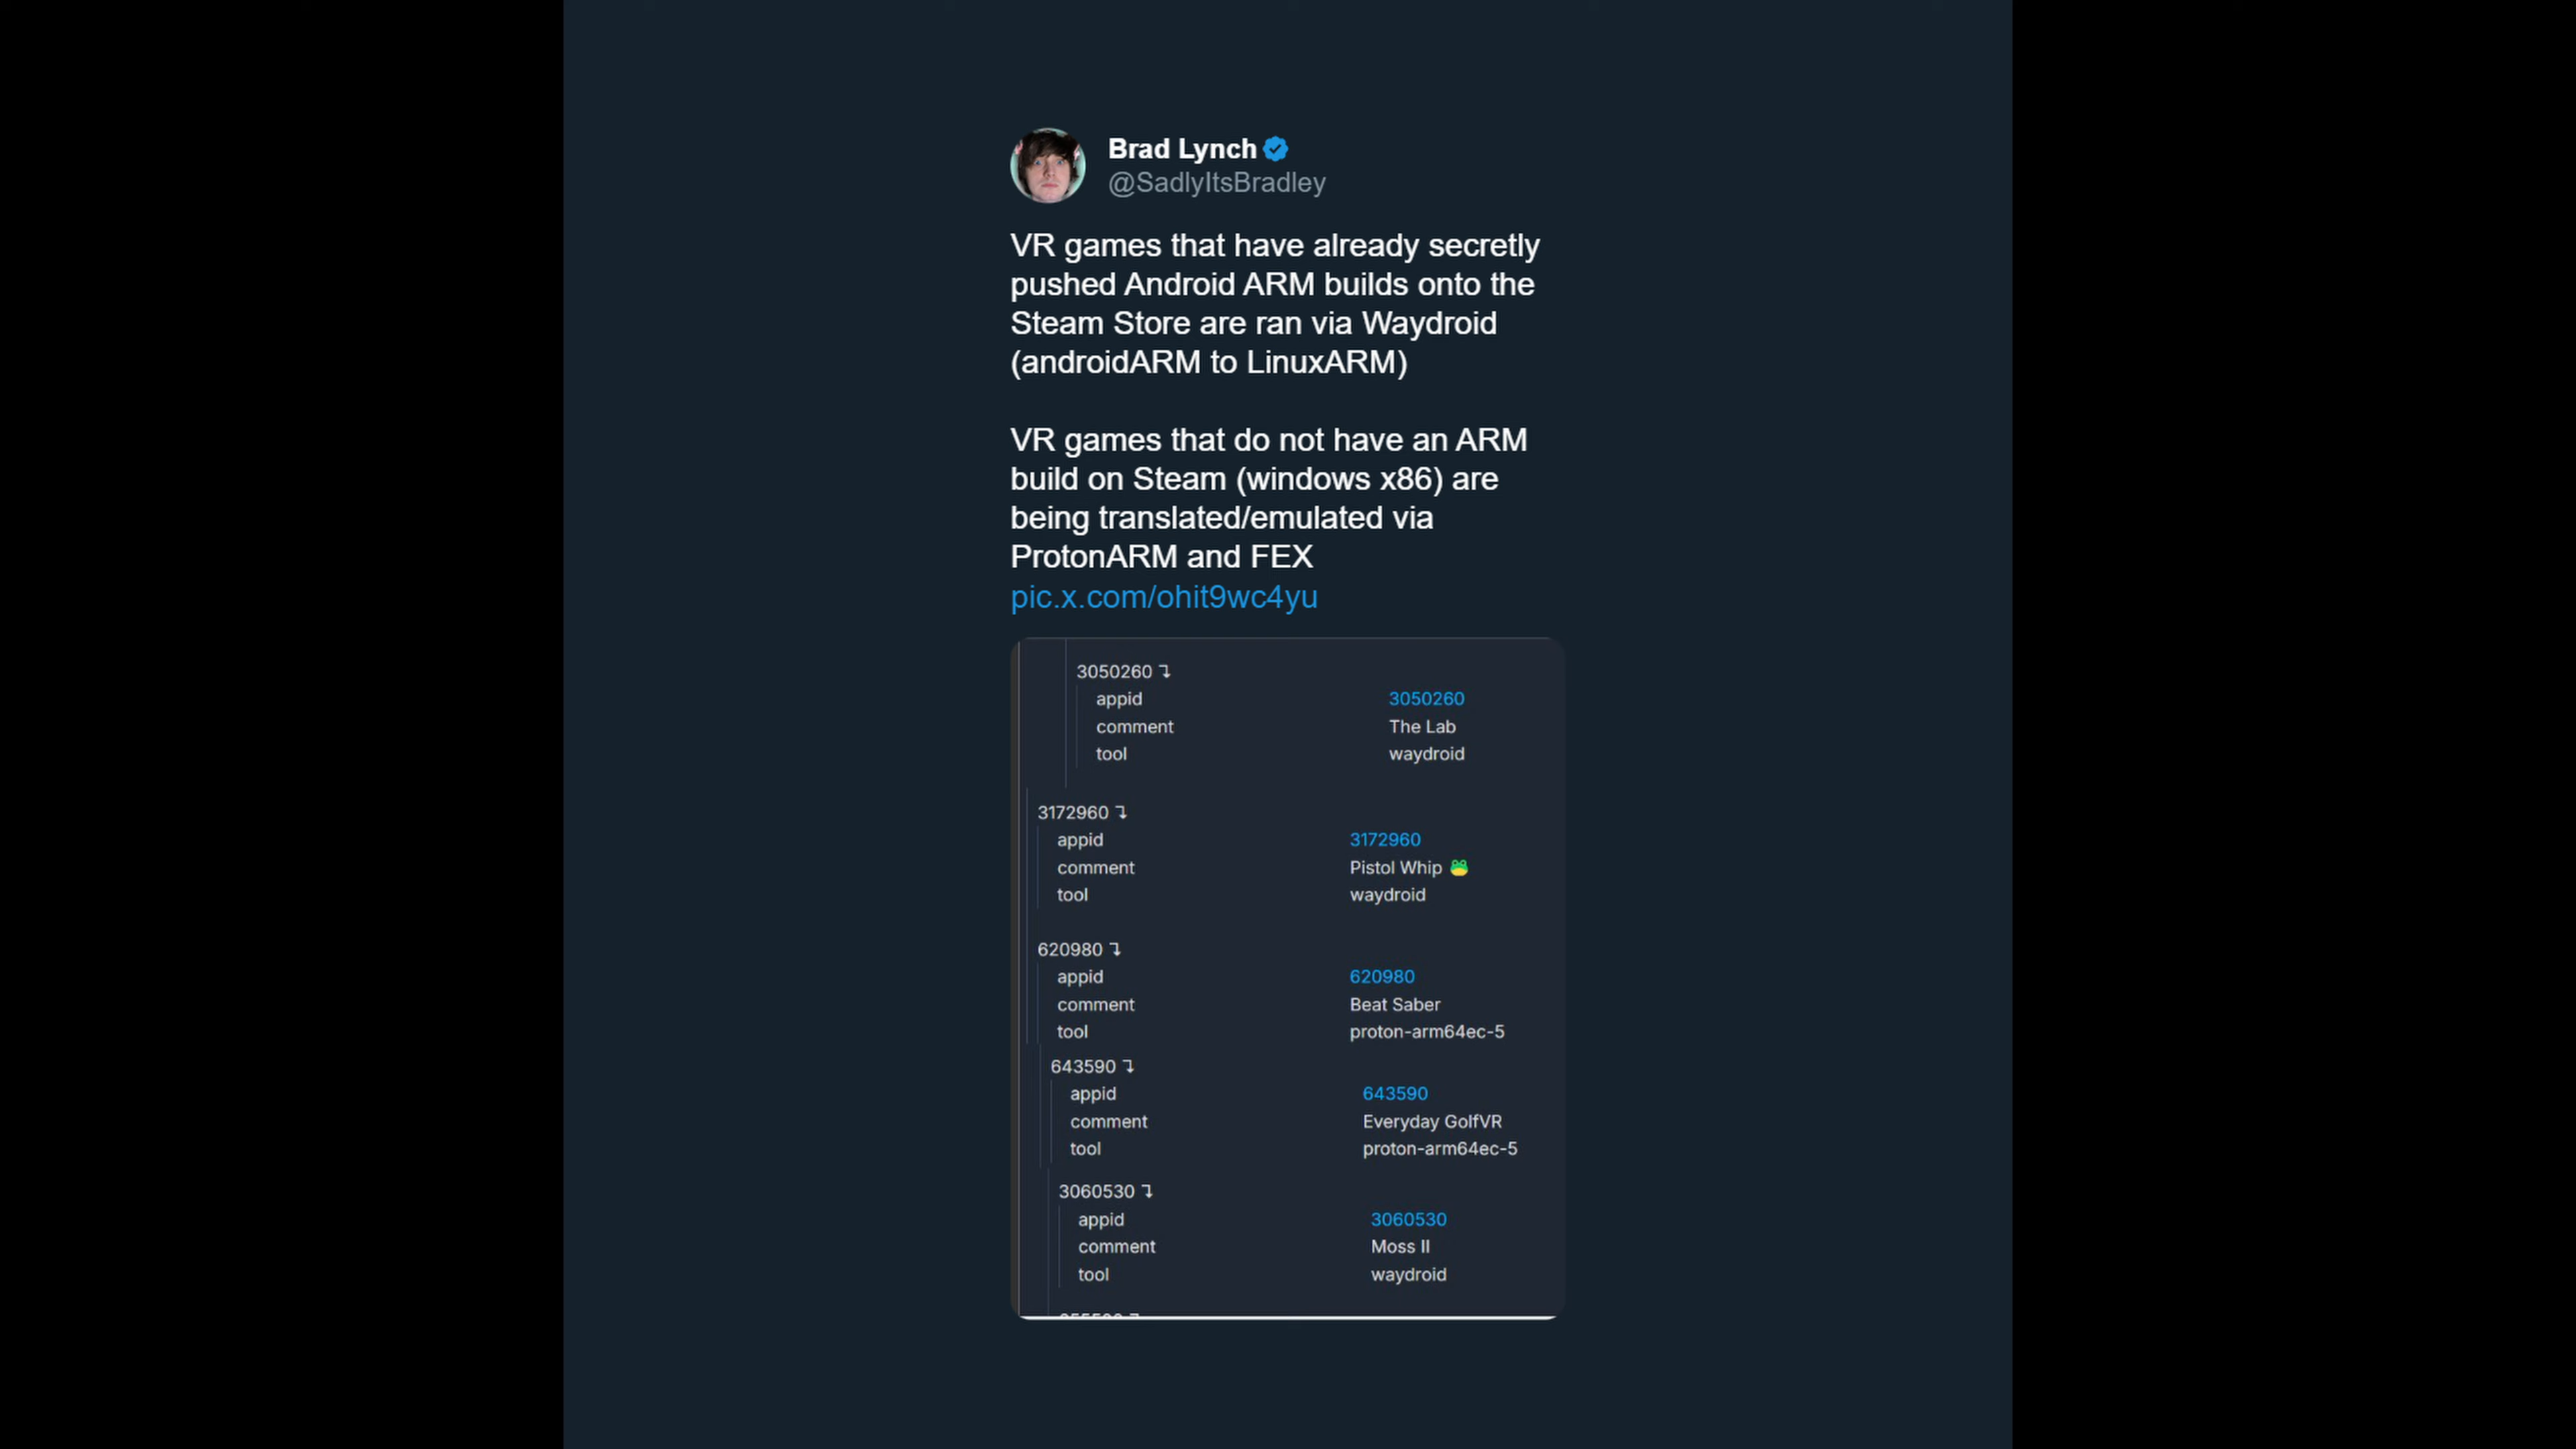 Brad Lynch
@SadlyItsBradley
VR games that have already secretly
pushed Android ARM builds onto the
Steam Store are ran via Waydroid
(androidARM to LinuxARM)
VR games that do not have an ARM
build on Steam (windows x86) are
being translated/emulated via
ProtonARM and FEX
pic.x.com/ohit9wc4yu
3050260 ↴
appid 3050260
comment The Lab
tool waydroid
3172960 ↴
appid 3172960
comment Pistol Whip 🐸
tool waydroid
620980 ↴
appid 620980
comment Beat Saber
tool proton-arm64ec-5
643590 ↴
appid 643590
comment Everyday GolfVR
tool proton-arm64ec-5
3060530 ↴
appid 3060530
comment Moss II
tool waydroid